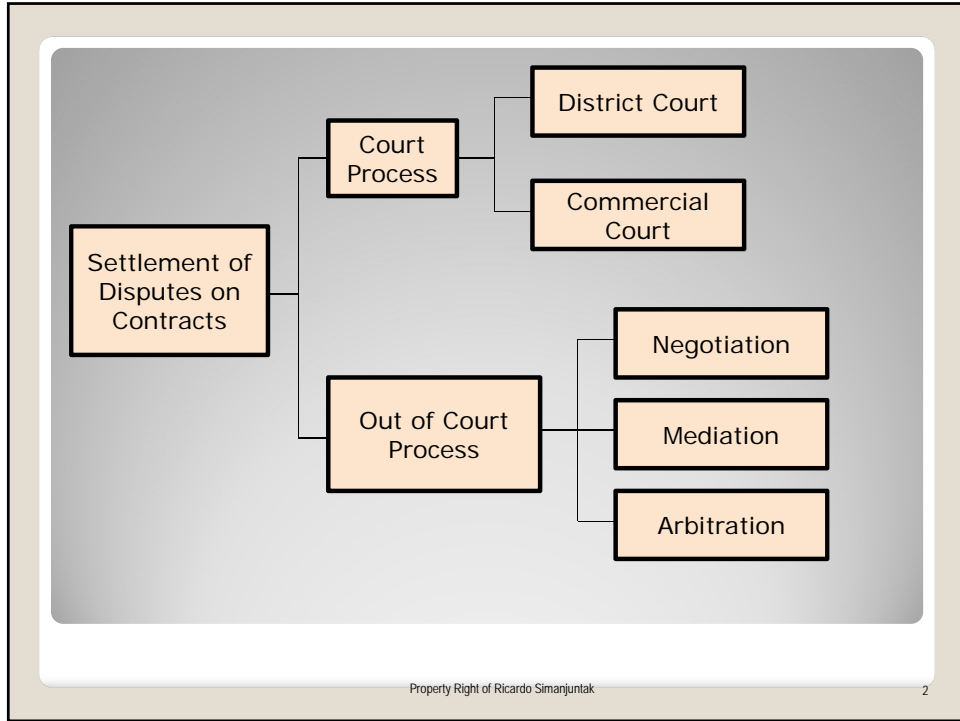 Settlement of
Disputes on
Contracts
Court
Process
District Court
Commercial
Court
Out of Court
Process
Negotiation
Mediation
Arbitration
Property Right of Ricardo Simanjuntak
2